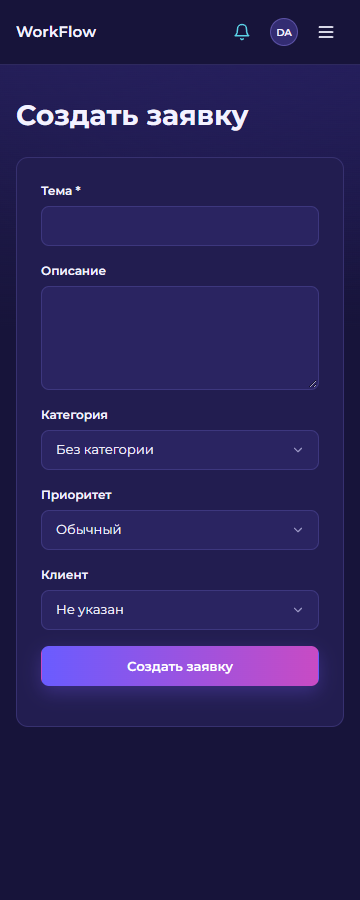 WorkFlow
DA
Создать заявку
Тема *
Описание
Категория
Без категории
Приоритет
Обычный
Клиент
Не указан
Создать заявку